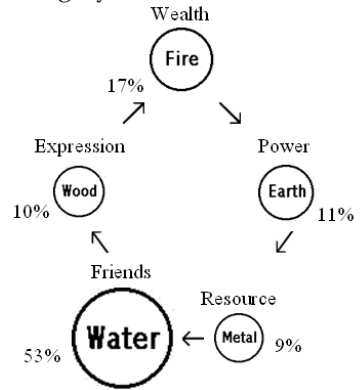 Wealth
Fire
17%
Expression
Power
Wood
Earth
10%
11%
Friends
Resource
Water
Metal
53%
9%